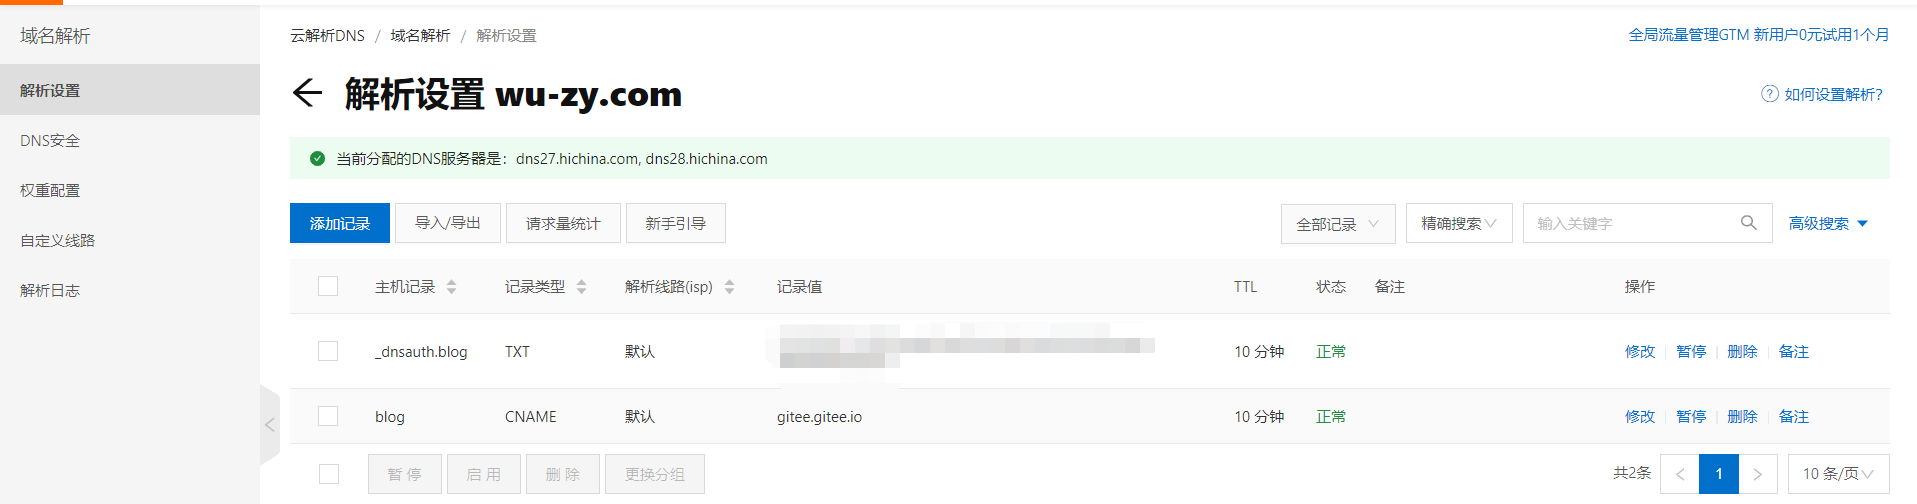 域名解析
云解析DNS / 域名解析 / 解析设置
全局流量管理GTM 新用户0元试用1个月
解析设置
解析设置 wu-zy.com
如何设置解析?
DNS安全
当前分配的DNS服务器是：dns27.hichina.com, dns28.hichina.com
权重配置
添加记录 导入/导出 请求量统计 新手引导 全部记录 精确搜索 输入关键字 高级搜索
自定义线路
解析日志
主机记录 记录类型 解析线路(isp) 记录值 TTL 状态 备注 操作
_dnsauth.blog TXT 默认 10 分钟 正常 修改 暂停 删除 备注
blog CNAME 默认 gitee.gitee.io 10 分钟 正常 修改 暂停 删除 备注
暂停 启用 删除 更换分组 共2条 < 1 > 10 条/页